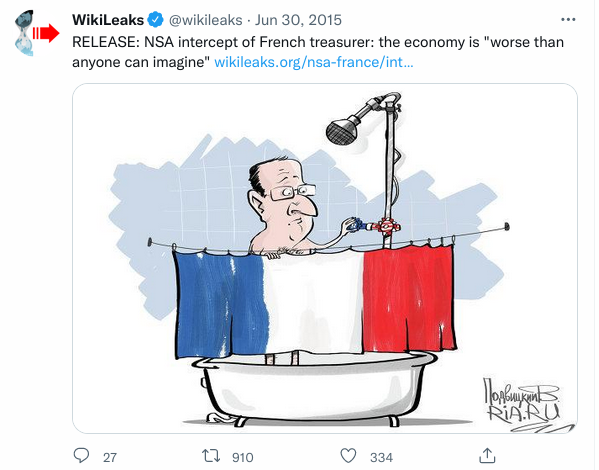 WikiLeaks @wikileaks · Jun 30, 2015
RELEASE: NSA intercept of French treasurer: the economy is "worse than
anyone can imagine" wikileaks.org/nsa-france/int…
Подвицкий В.
RIA.RU
27 910 334